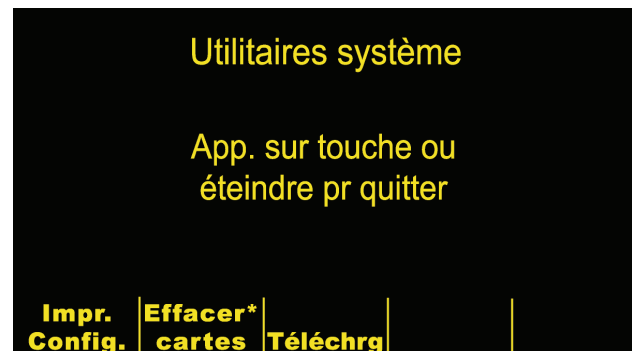 Utilitaires système
App. sur touche ou
éteindre pr quitter
Impr. Effacer*
Config. cartes Téléchrg